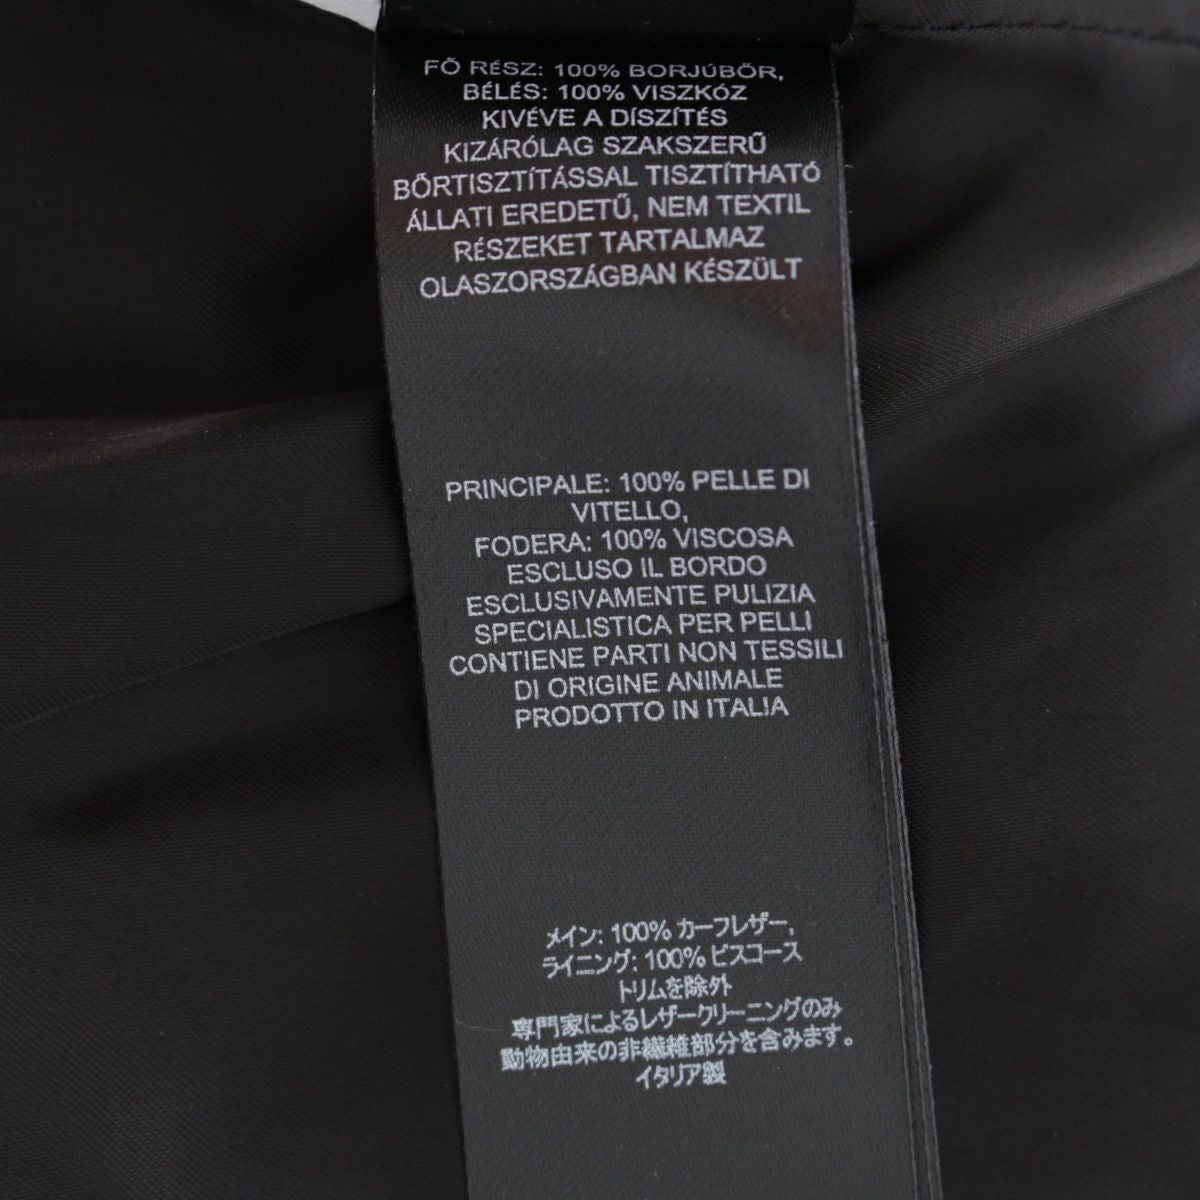 FŐ RÉSZ: 100% BORJÚBŐR,
BÉLÉS: 100% VISZKÓZ
KIVÉVE A DÍSZÍTÉS
KIZÁRÓLAG SZAKSZERŰ
BŐRTISZTÍTÁSSAL TISZTÍTHATÓ
ÁLLATI EREDETŰ, NEM TEXTIL
RÉSZEKET TARTALMAZ
OLASZORSZÁGBAN KÉSZÜLT
PRINCIPALE: 100% PELLE DI
VITELLO,
FODERA: 100% VISCOSA
ESCLUSO IL BORDO
ESCLUSIVAMENTE PULIZIA
SPECIALISTICA PER PELLI
CONTIENE PARTI NON TESSILI
DI ORIGINE ANIMALE
PRODOTTO IN ITALIA
メイン: 100% カーフレザー,
ライニング: 100% ビスコース
トリムを除外
専門家によるレザークリーニングのみ
動物由来の非繊維部分を含みます。
イタリア製